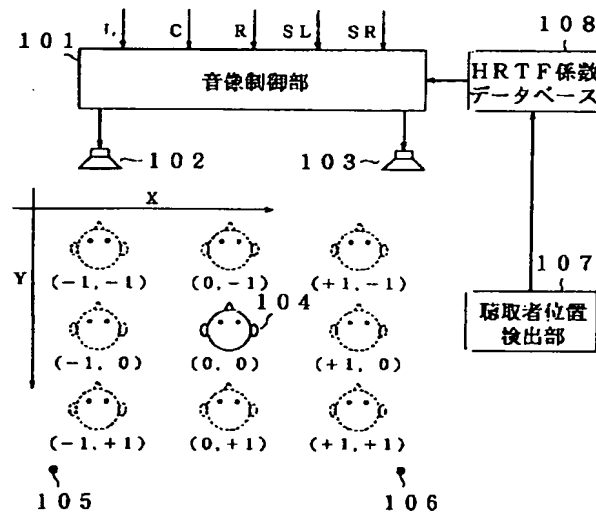 L C R SL SR
101
108
音像制御部
HRTF係数
データベース
102
103
X
Y
(-1,-1) (0,-1) (+1,-1)
104
107
聴取者位置
検出部
(-1, 0) (0, 0) (+1, 0)
(-1,+1) (0,+1) (+1,+1)
105
106